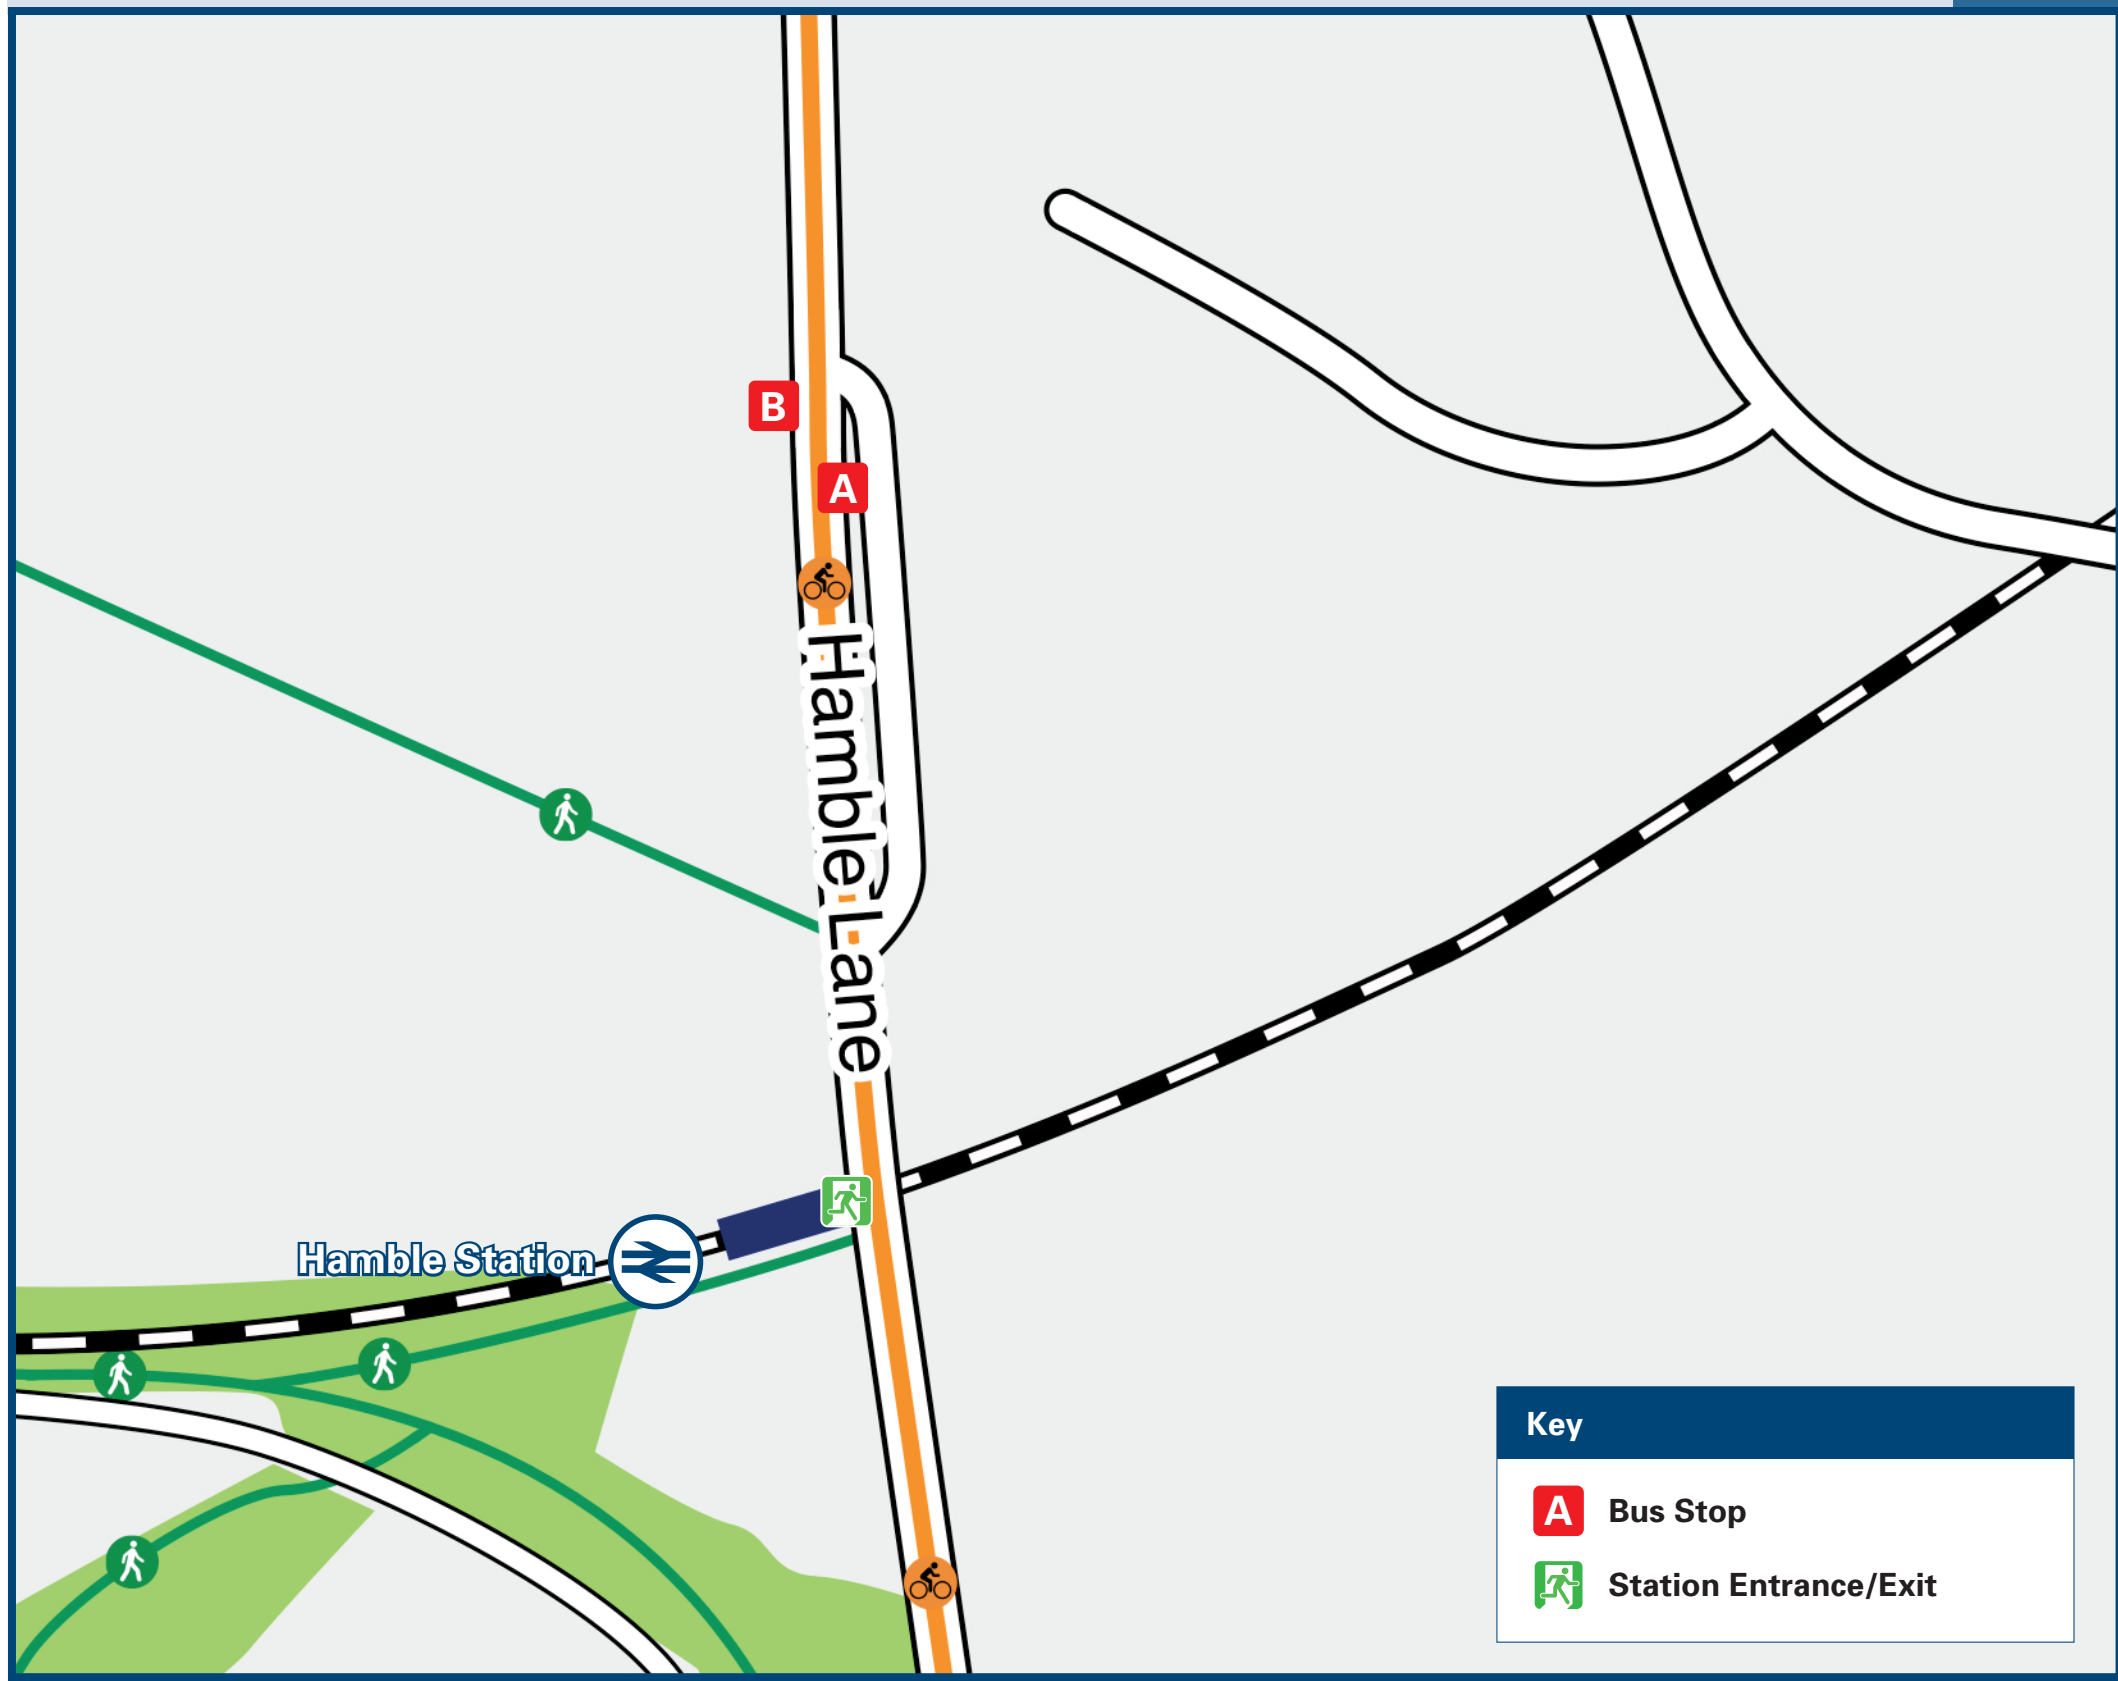 B
A
Hamble Lane
Hamble Station
Key
A Bus Stop
Station Entrance/Exit